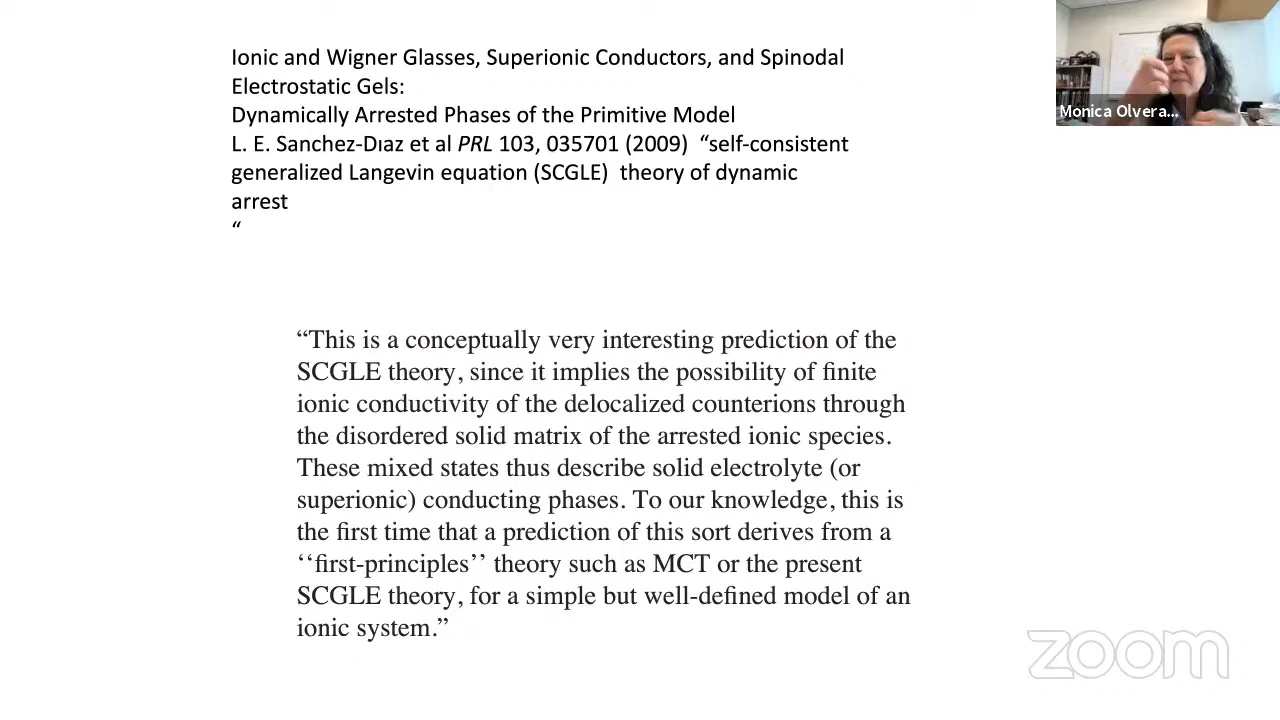 Ionic and Wigner Glasses, Superionic Conductors, and Spinodal
Electrostatic Gels:
Dynamically Arrested Phases of the Primitive Model
L. E. Sanchez-Dıaz et al PRL 103, 035701 (2009)  “self-consistent
generalized Langevin equation (SCGLE)  theory of dynamic
arrest
“
Monica Olvera...
“This is a conceptually very interesting prediction of the
SCGLE theory, since it implies the possibility of finite
ionic conductivity of the delocalized counterions through
the disordered solid matrix of the arrested ionic species.
These mixed states thus describe solid electrolyte (or
superionic) conducting phases. To our knowledge, this is
the first time that a prediction of this sort derives from a
‘‘first-principles’’ theory such as MCT or the present
SCGLE theory, for a simple but well-defined model of an
ionic system.”
zoom